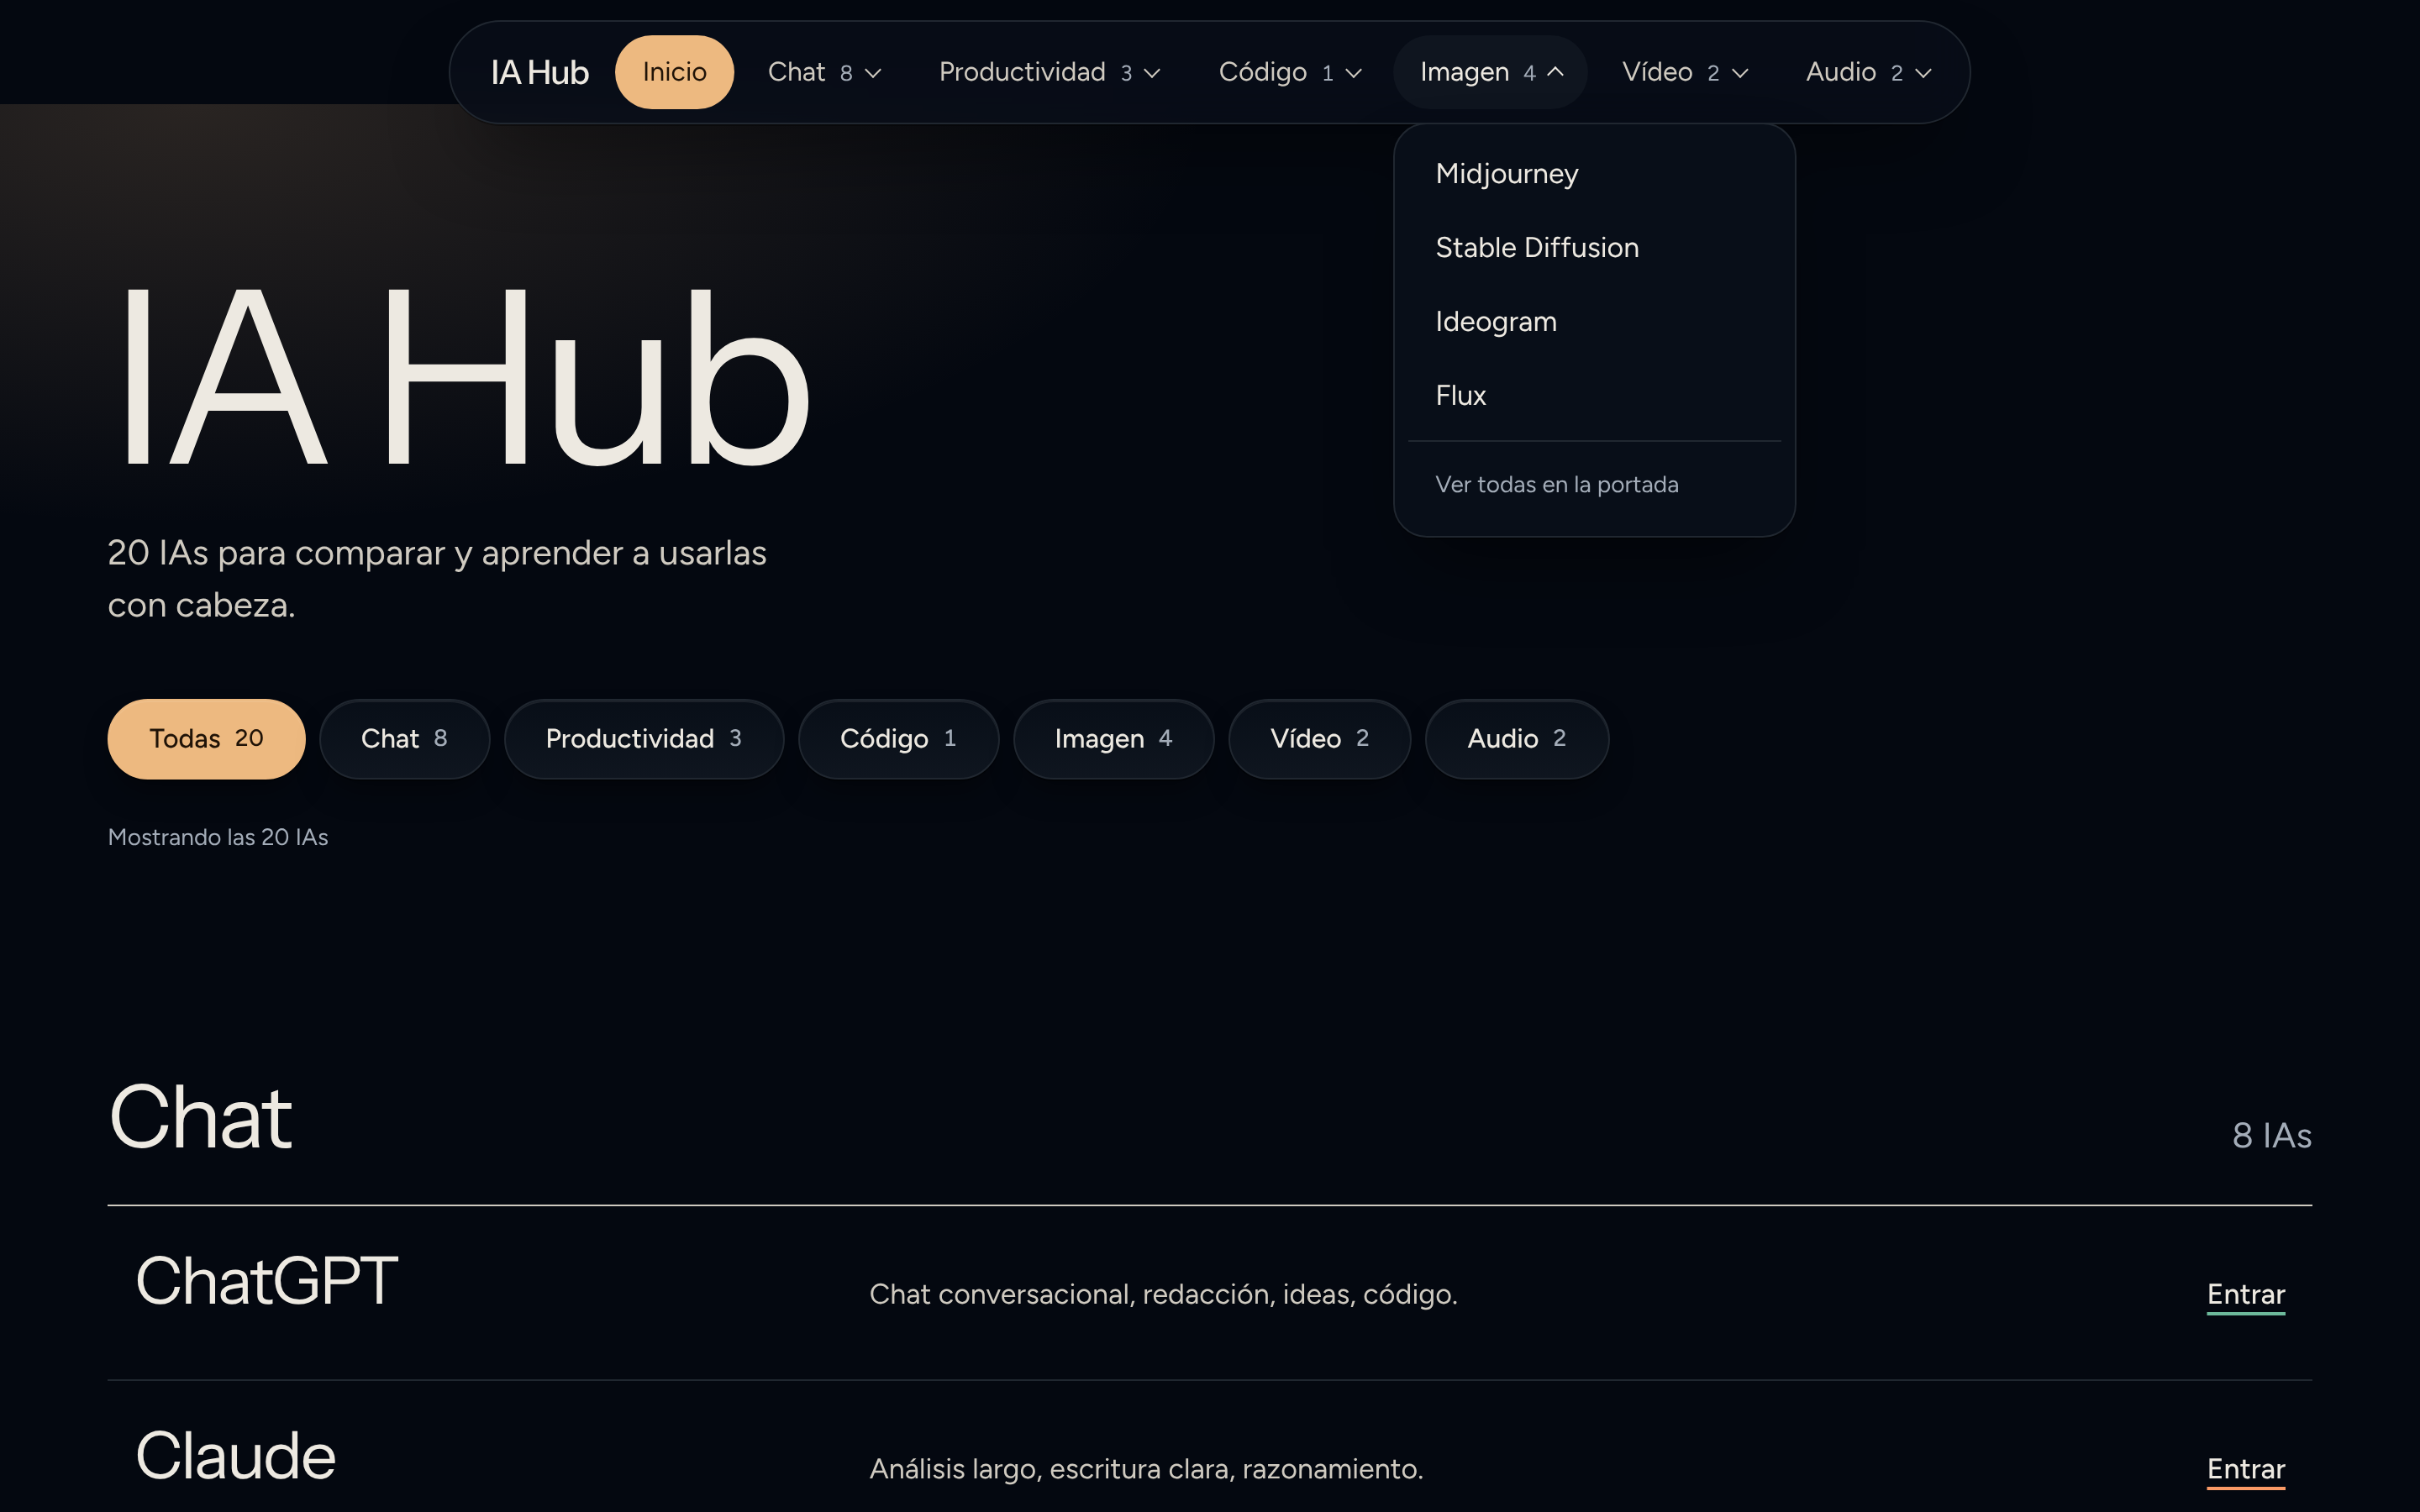 IA Hub Inicio Chat 8 Productividad 3 Código 1 Imagen 4 Vídeo 2 Audio 2
Midjourney
Stable Diffusion
Ideogram
Flux
Ver todas en la portada
IA Hub
20 IAs para comparar y aprender a usarlas
con cabeza.
Todas 20 Chat 8 Productividad 3 Código 1 Imagen 4 Vídeo 2 Audio 2
Mostrando las 20 IAs
Chat 8 IAs
ChatGPT Chat conversacional, redacción, ideas, código. Entrar
Claude Análisis largo, escritura clara, razonamiento. Entrar